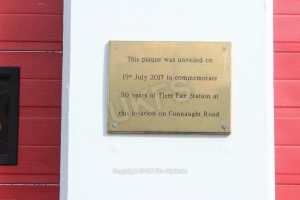 This plaque was unveiled on
15th July 2017 to commemorate
50 years of Fleet Fire Station at
this location on Connaught Road